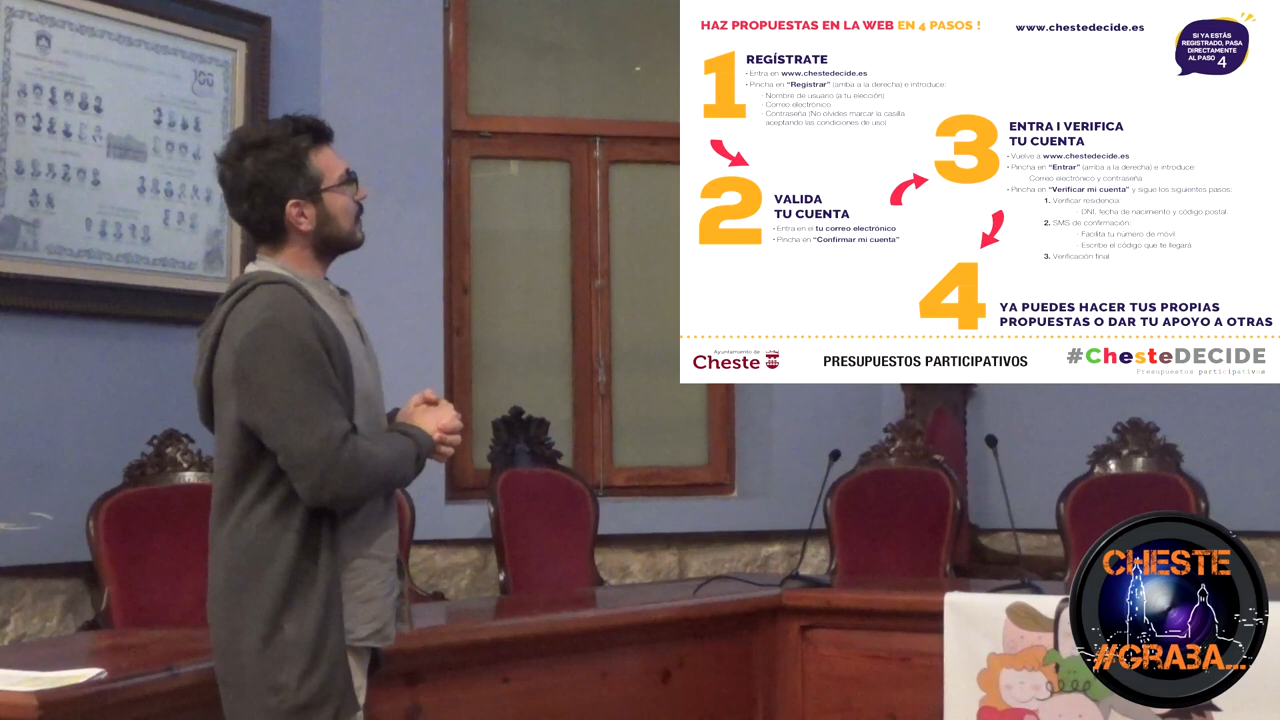 HAZ PROPUESTAS EN LA WEB EN 4 PASOS !
www.chestedecide.es
SI YA ESTÁS
REGISTRADO, PASA
DIRECTAMENTE
AL PASO 4
1
REGÍSTRATE
• Entra en www.chestedecide.es
• Pincha en “Registrar” (arriba a la derecha) e introduce:
· Nombre de usuario (a tu elección)
· Correo electrónico
· Contraseña (No olvides marcar la casilla
aceptando las condiciones de uso)
2
VALIDA
TU CUENTA
• Entra en el tu correo electrónico
• Pincha en “Confirmar mi cuenta”
3
ENTRA I VERIFICA
TU CUENTA
• Vuelve a www.chestedecide.es
• Pincha en “Entrar” (arriba a la derecha) e introduce:
Correo electrónico y contraseña
• Pincha en “Verificar mi cuenta” y sigue los siguientes pasos:
1. Verificar residencia:
· DNI, fecha de nacimiento y código postal.
2. SMS de confirmación:
· Facilita tu número de móvil
· Escribe el código que te llegará
3. Verificación final
4
YA PUEDES HACER TUS PROPIAS
PROPUESTAS O DAR TU APOYO A OTRAS
Ayuntamiento de
Cheste
PRESUPUESTOS PARTICIPATIVOS
#ChesteDECIDE
Presupuestos participativos
CHESTE
#GRABA...